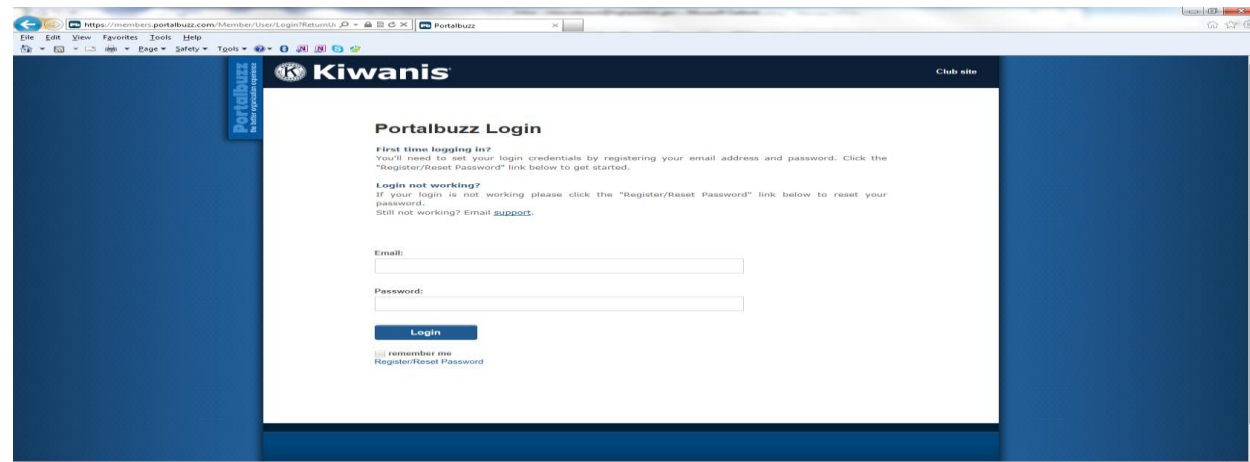 https://members.portalbuzz.com/Member/User/Login?ReturnU
Portalbuzz
File Edit View Favorites Tools Help
Page Safety Tools
Portalbuzz
the better organization experience
Kiwanis
Club site
Portalbuzz Login
First time logging in?
You'll need to set your login credentials by registering your email address and password. Click the
"Register/Reset Password" link below to get started.
Login not working?
If your login is not working please click the "Register/Reset Password" link below to reset your
password.
Still not working? Email support.
Email:
Password:
Login
remember me
Register/Reset Password